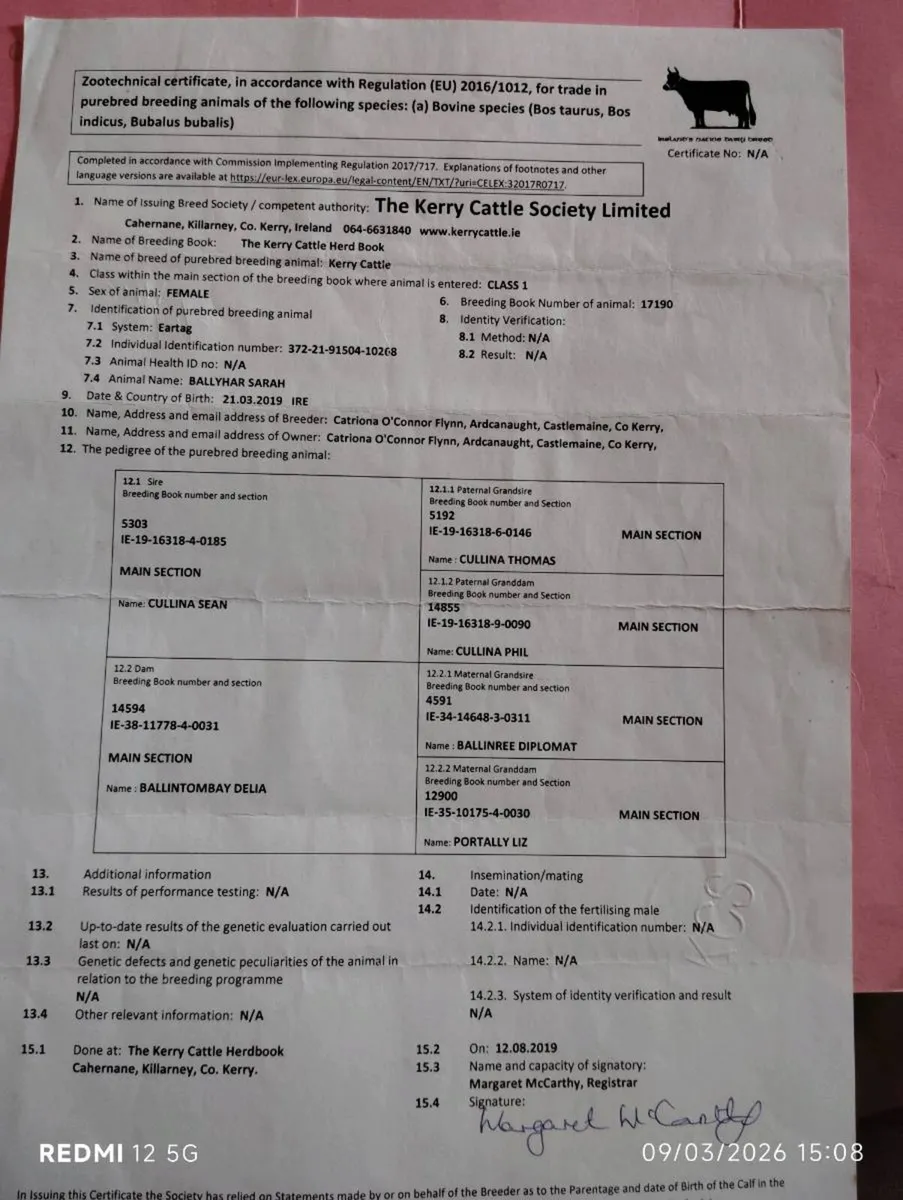 Zootechnical certificate, in accordance with Regulation (EU) 2016/1012, for trade in
purebred breeding animals of the following species: (a) Bovine species (Bos taurus, Bos
indicus, Bubalus bubalis)
Certificate No: N/A
Completed in accordance with Commission Implementing Regulation 2017/717. Explanations of footnotes and other
language versions are available at https://eur-lex.europa.eu/legal-content/EN/TXT/?uri=CELEX:32017R0717.
1. Name of Issuing Breed Society / competent authority: The Kerry Cattle Society Limited
Cahernane, Killarney, Co. Kerry, Ireland 064-6631840 www.kerrycattle.ie
2. Name of Breeding Book: The Kerry Cattle Herd Book
3. Name of breed of purebred breeding animal: Kerry Cattle
4. Class within the main section of the breeding book where animal is entered: CLASS 1
5. Sex of animal: FEMALE
6. Breeding Book Number of animal: 17190
7. Identification of purebred breeding animal
8. Identity Verification:
7.1 System: Eartag
8.1 Method: N/A
7.2 Individual Identification number: 372-21-91504-10268
8.2 Result: N/A
7.3 Animal Health ID no: N/A
7.4 Animal Name: BALLYHAR SARAH
9. Date & Country of Birth: 21.03.2019 IRE
10. Name, Address and email address of Breeder: Catriona O'Connor Flynn, Ardcanaught, Castlemaine, Co Kerry,
11. Name, Address and email address of Owner: Catriona O'Connor Flynn, Ardcanaught, Castlemaine, Co Kerry,
12. The pedigree of the purebred breeding animal:
12.1 Sire
Breeding Book number and section
5303
IE-19-16318-4-0185
MAIN SECTION
Name: CULLINA SEAN
12.1.1 Paternal Grandsire
Breeding Book number and Section
5192
IE-19-16318-6-0146 MAIN SECTION
Name : CULLINA THOMAS
12.1.2 Paternal Granddam
Breeding Book number and Section
14855
IE-19-16318-9-0090 MAIN SECTION
Name: CULLINA PHIL
12.2 Dam
Breeding Book number and section
14594
IE-38-11778-4-0031
MAIN SECTION
Name : BALLINTOMBAY DELIA
12.2.1 Maternal Grandsire
Breeding Book number and section
4591
IE-34-14648-3-0311 MAIN SECTION
Name : BALLINREE DIPLOMAT
12.2.2 Maternal Granddam
Breeding Book number and Section
12900
IE-35-10175-4-0030 MAIN SECTION
Name: PORTALLY LIZ
13. Additional information
13.1 Results of performance testing: N/A
13.2 Up-to-date results of the genetic evaluation carried out
last on: N/A
13.3 Genetic defects and genetic peculiarities of the animal in
relation to the breeding programme
N/A
13.4 Other relevant information: N/A
14. Insemination/mating
14.1 Date: N/A
14.2 Identification of the fertilising male
14.2.1. Individual identification number: N/A
14.2.2. Name: N/A
14.2.3. System of identity verification and result
N/A
15.1 Done at: The Kerry Cattle Herdbook
Cahernane, Killarney, Co. Kerry.
15.2 On: 12.08.2019
15.3 Name and capacity of signatory:
Margaret McCarthy, Registrar
15.4 Signature:
Margaret McCarthy
REDMI 12 5G
09/03/2026 15:08
In Issuing this Certificate the Society has relied on Statements made by or on behalf of the Breeder as to the Parentage and date of Birth of the Calf in the